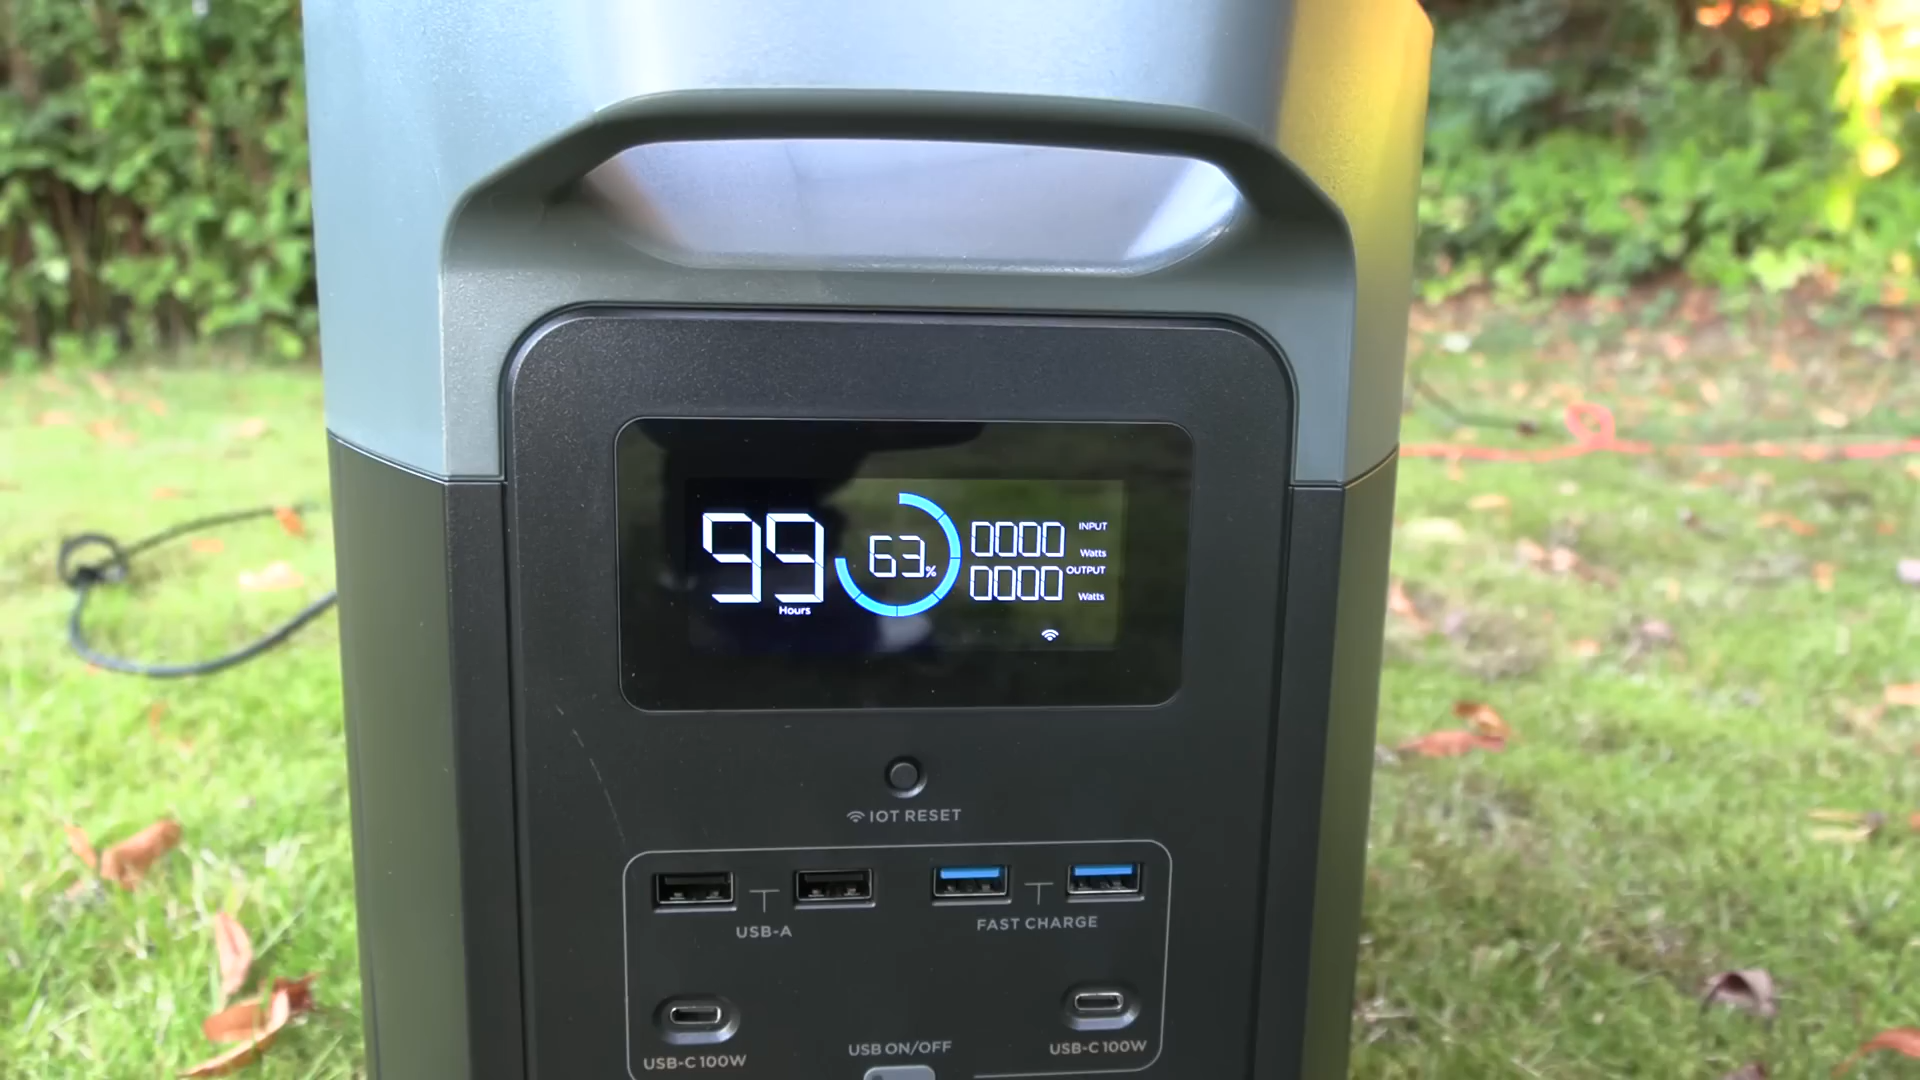 99
Hours
63%
0000 INPUT
Watts
0000 OUTPUT
Watts
IOT RESET
USB-A
FAST CHARGE
USB-C 100W
USB ON/OFF
USB-C 100W